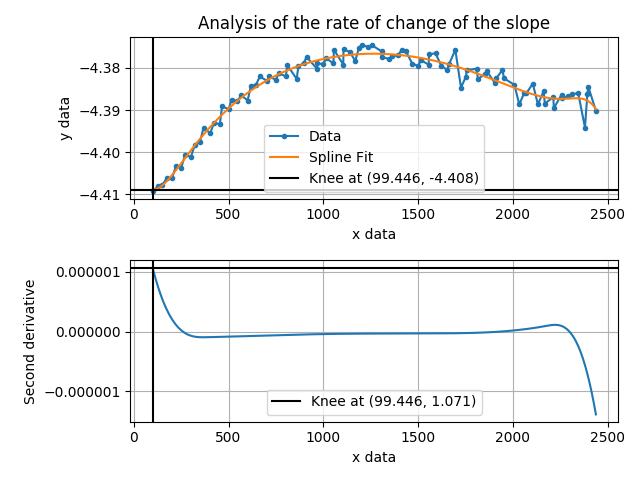 Analysis of the rate of change of the slope
y data
−4.38
−4.39
−4.40
−4.41
Data
Spline Fit
Knee at (99.446, -4.408)
0 500 1000 1500 2000 2500
x data
Second derivative
0.000001
0.000000
−0.000001
Knee at (99.446, 1.071)
0 500 1000 1500 2000 2500
x data